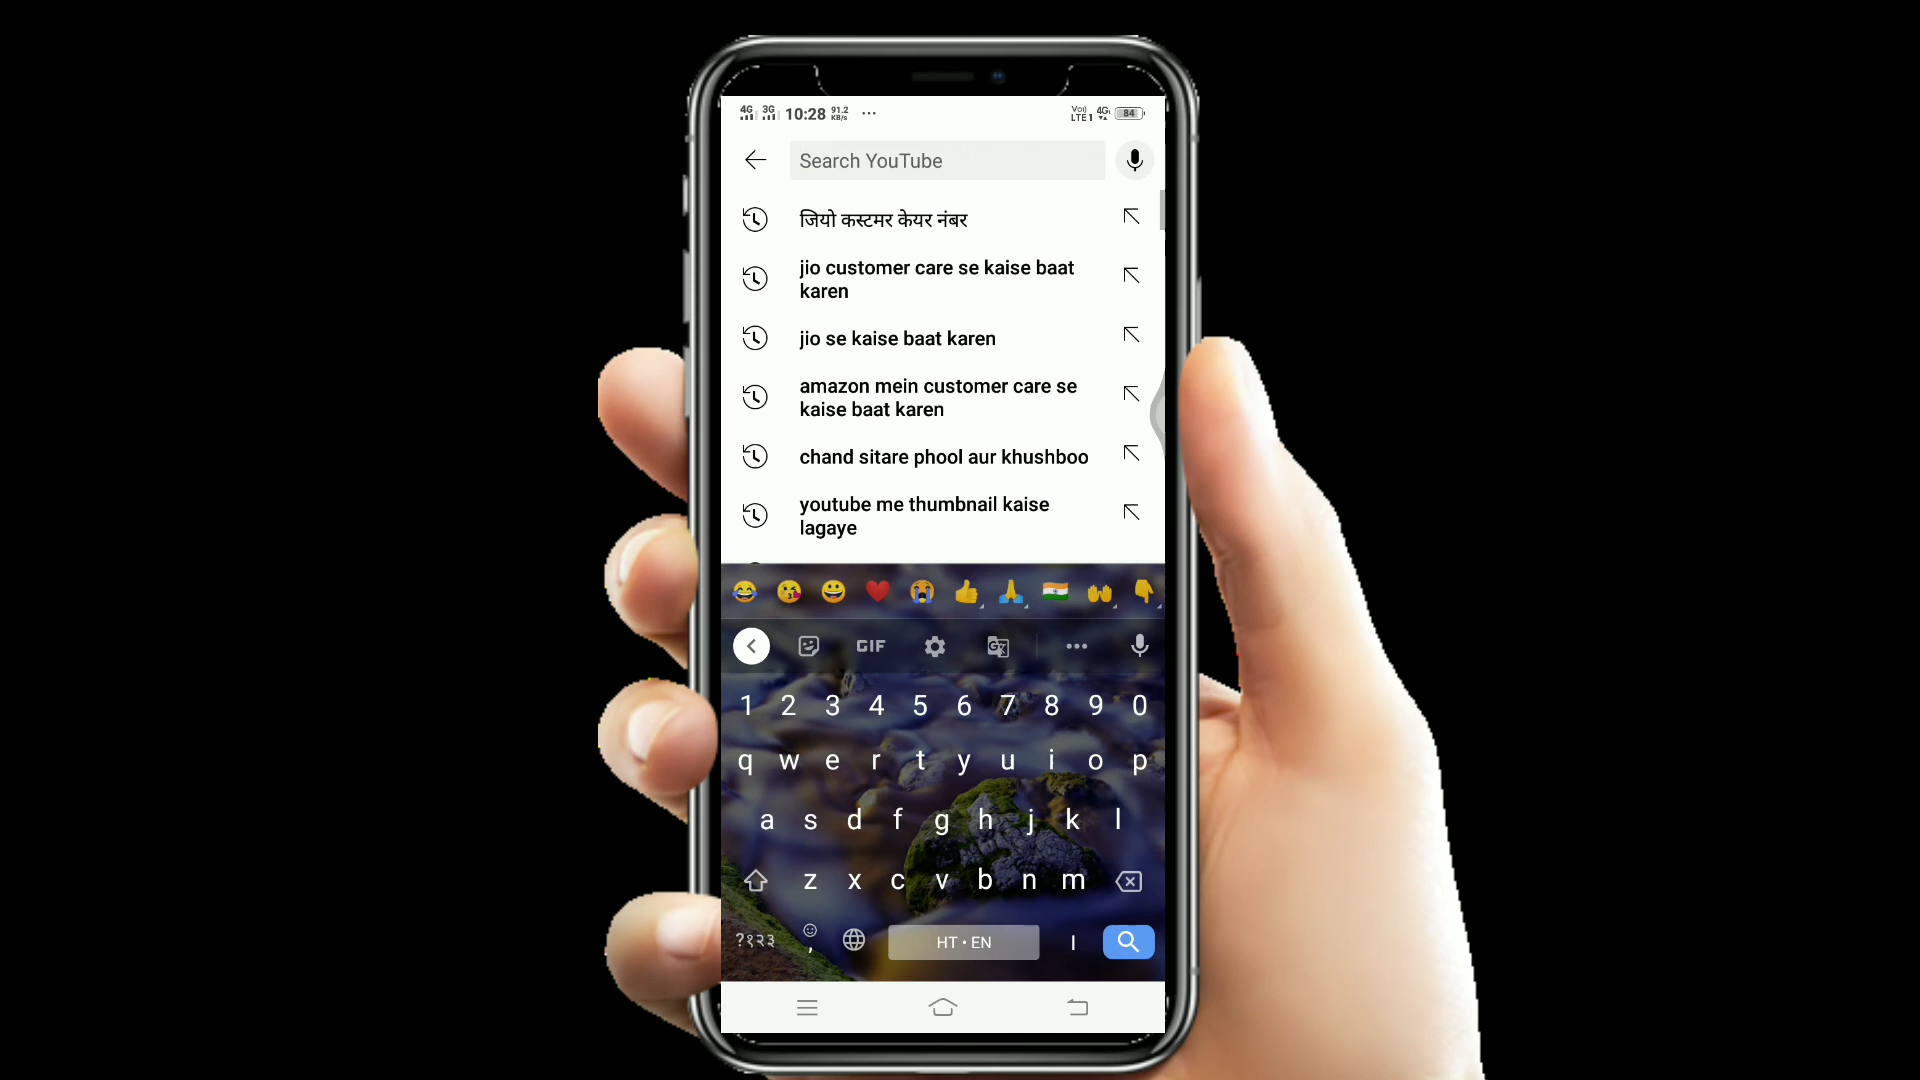 4G 3G 10:28 91.2 KB/s ...
VoLTE 1 4G 84
Search YouTube
जियो कस्टमर केयर नंबर
jio customer care se kaise baat
karen
jio se kaise baat karen
amazon mein customer care se
kaise baat karen
chand sitare phool aur khushboo
youtube me thumbnail kaise
lagaye
GIF
1 2 3 4 5 6 7 8 9 0
q w e r t y u i o p
a s d f g h j k l
z x c v b n m
?१२३ , HT • EN ।